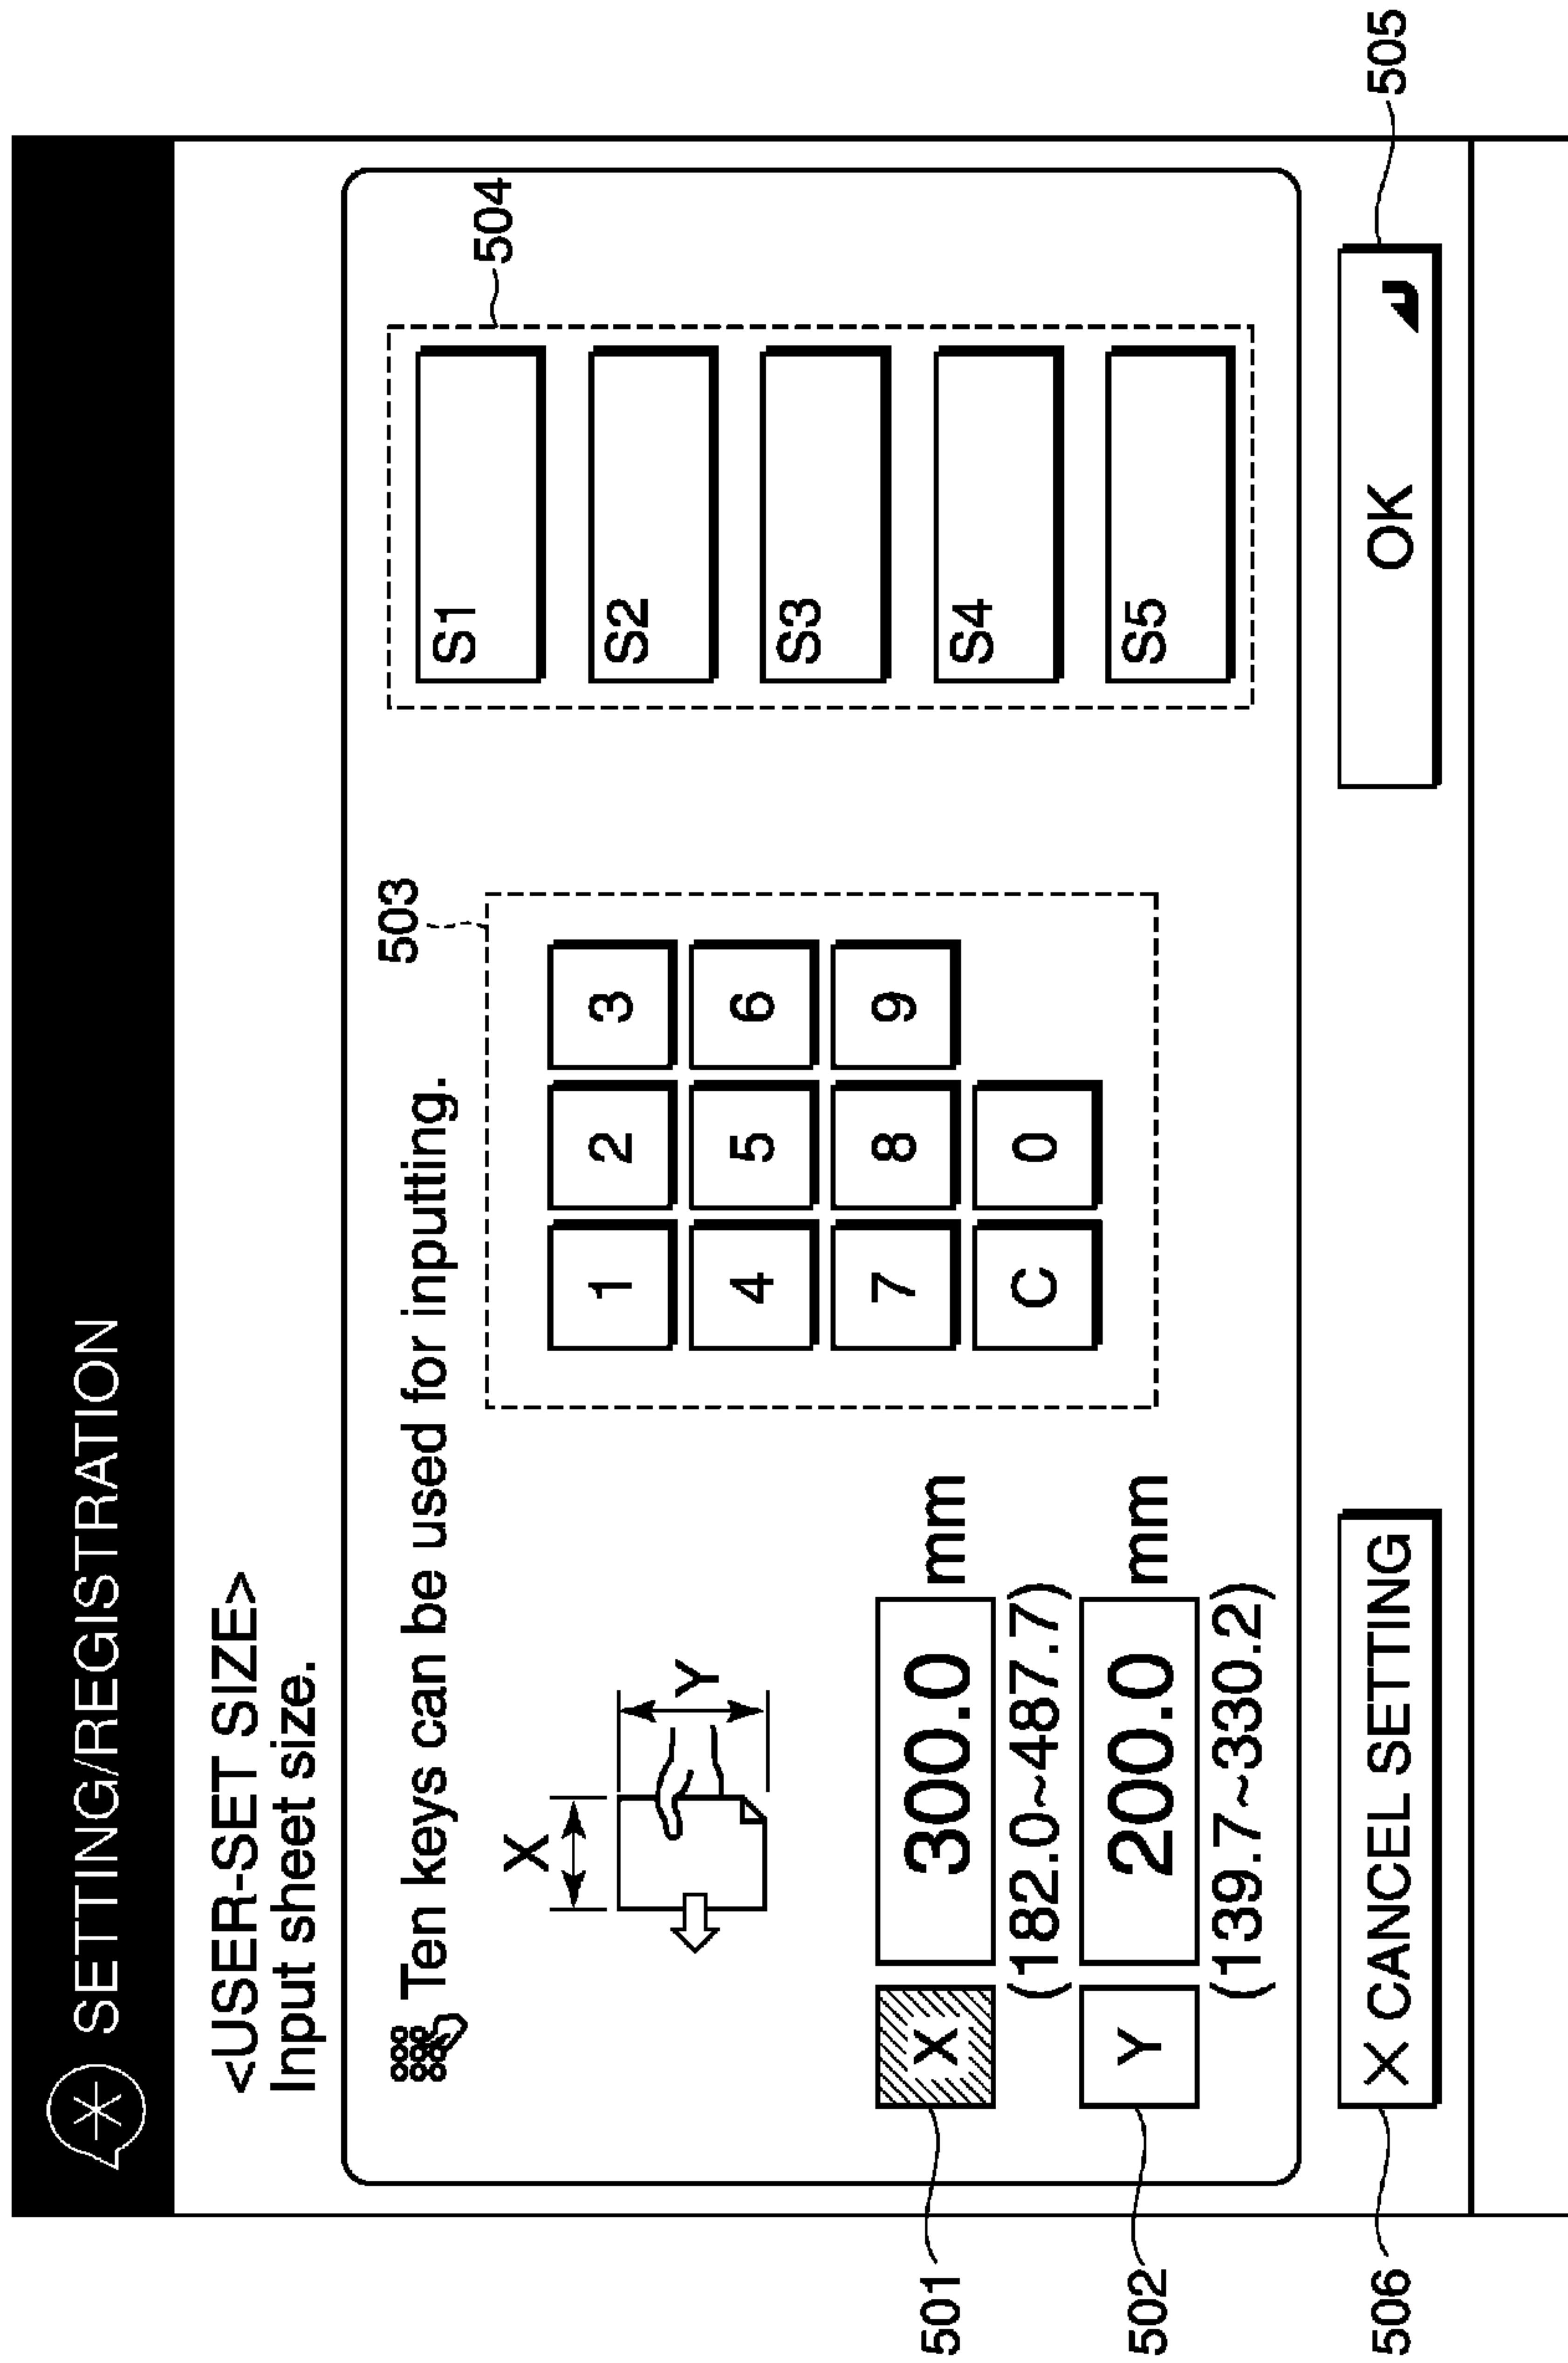 SETTING/REGISTRATION
<USER-SET SIZE>
Input sheet size.
Ten keys can be used for inputting.
X
Y
X 300.0 mm
(182.0~487.7)
Y 200.0 mm
(139.7~330.2)
503
1 2 3
4 5 6
7 8 9
C 0
504
S1
S2
S3
S4
S5
X CANCEL SETTING
OK
501
502
506
505